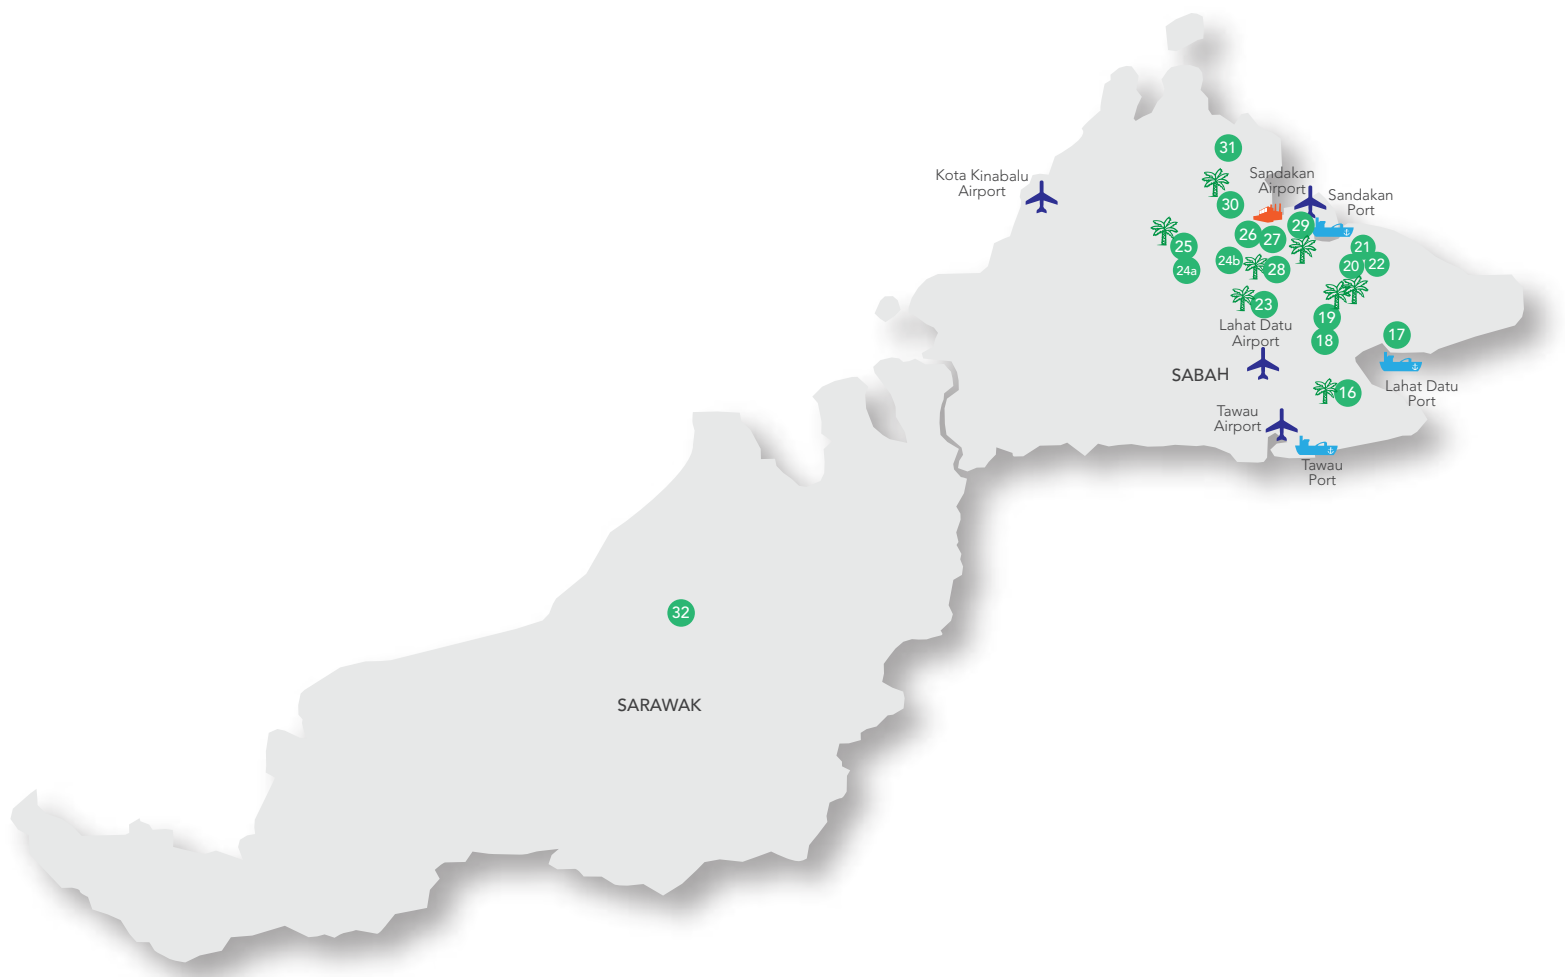 31
Kota Kinabalu
Airport
Sandakan
Airport
Sandakan
Port
30
29
26
27
25
24a
24b
28
21
20
22
23
19
18
17
Lahat Datu
Airport
SABAH
Lahat Datu
Port
16
Tawau
Airport
Tawau
Port
32
SARAWAK